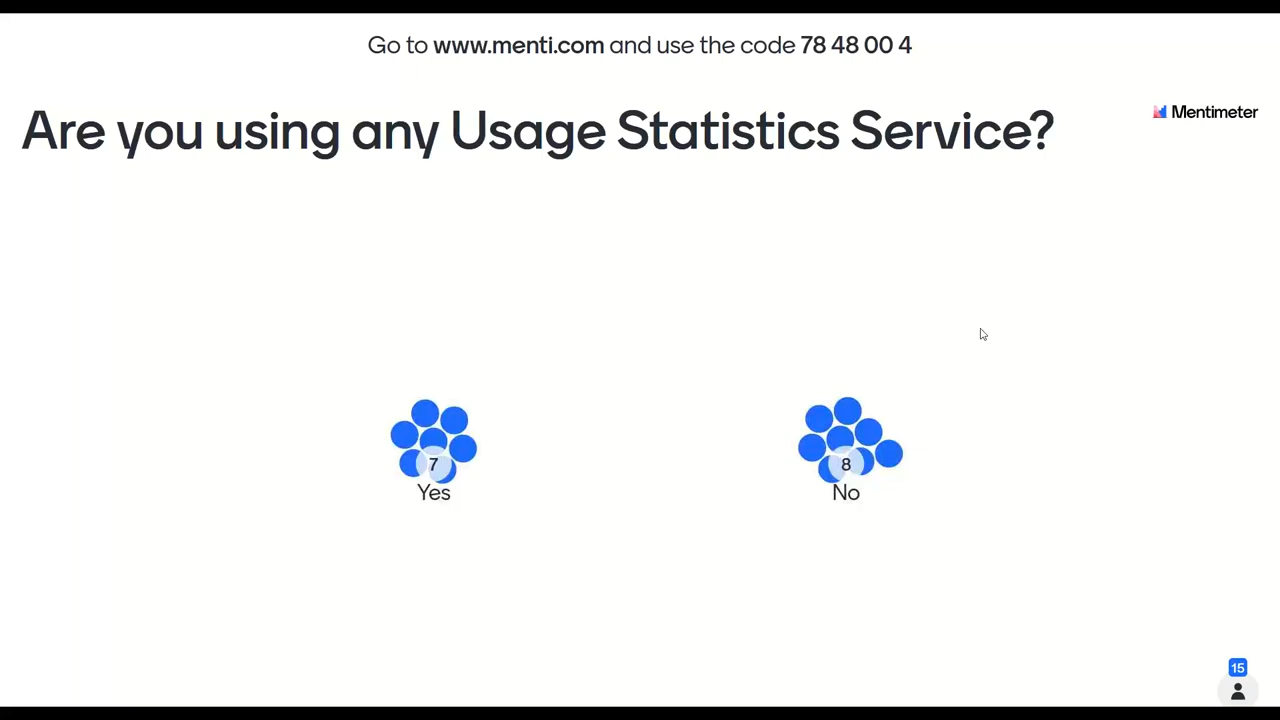 Go to www.menti.com and use the code 78 48 00 4
Are you using any Usage Statistics Service?
Mentimeter
7
8
Yes
No
15